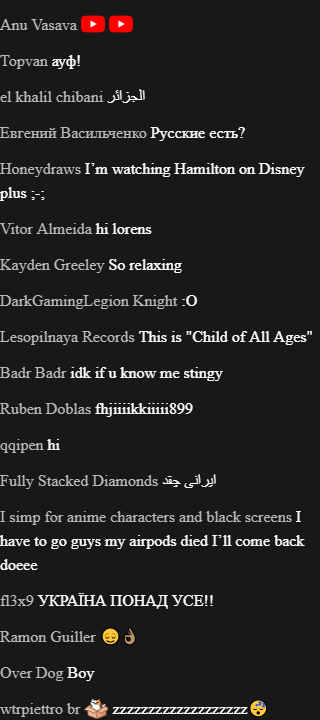 Anu Vasava
Topvan ауф!
el khalil chibani الجزائر
Евгений Васильченко Русские есть?
Honeydraws I’m watching Hamilton on Disney
plus ;-;
Vitor Almeida hi lorens
Kayden Greeley So relaxing
DarkGamingLegion Knight :O
Lesopilnaya Records This is "Child of All Ages"
Badr Badr idk if u know me stingy
Ruben Doblas fhjiiiikkiiiii899
qqipen hi
Fully Stacked Diamonds ایرانی چقد
I simp for anime characters and black screens I
have to go guys my airpods died I’ll come back
doeee
fl3x9 УКРАЇНА ПОНАД УСЕ!!
Ramon Guiller 😔👌🏽
Over Dog Boy
wtrpiettro br zzzzzzzzzzzzzzzzzzz😴